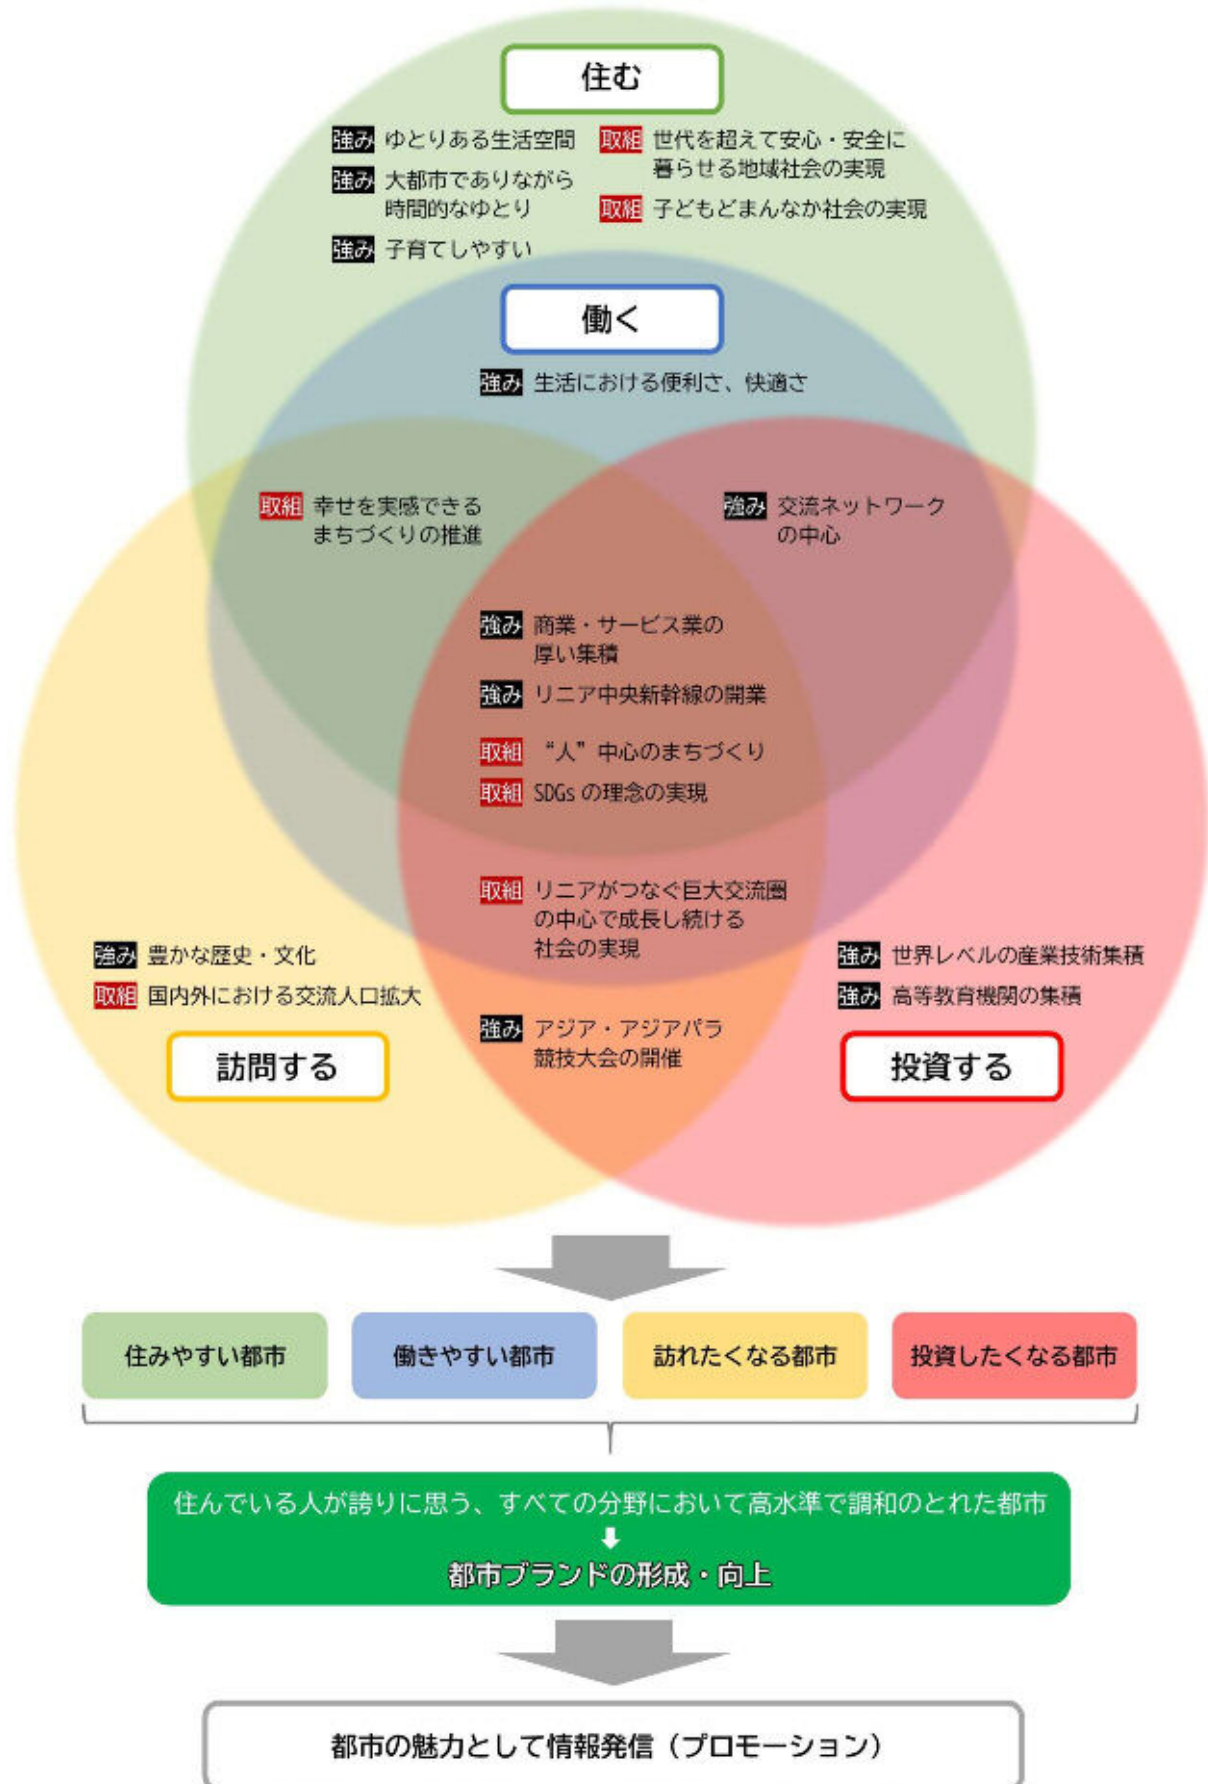 住む
強み ゆとりある生活空間
強み 大都市でありながら
時間的なゆとり
強み 子育てしやすい
取組 世代を超えて安心・安全に
暮らせる地域社会の実現
取組 子どもどまんなか社会の実現
働く
強み 生活における便利さ、快適さ
取組 幸せを実感できる
まちづくりの推進
強み 交流ネットワーク
の中心
強み 商業・サービス業の
厚い集積
強み リニア中央新幹線の開業
取組 “人”中心のまちづくり
取組 SDGs の理念の実現
取組 リニアがつなぐ巨大交流圏
の中心で成長し続ける
社会の実現
強み 豊かな歴史・文化
取組 国内外における交流人口拡大
訪問する
強み アジア・アジアパラ
競技大会の開催
強み 世界レベルの産業技術集積
強み 高等教育機関の集積
投資する
住みやすい都市
働きやすい都市
訪れたくなる都市
投資したくなる都市
住んでいる人が誇りに思う、すべての分野において高水準で調和のとれた都市
都市ブランドの形成・向上
都市の魅力として情報発信（プロモーション）